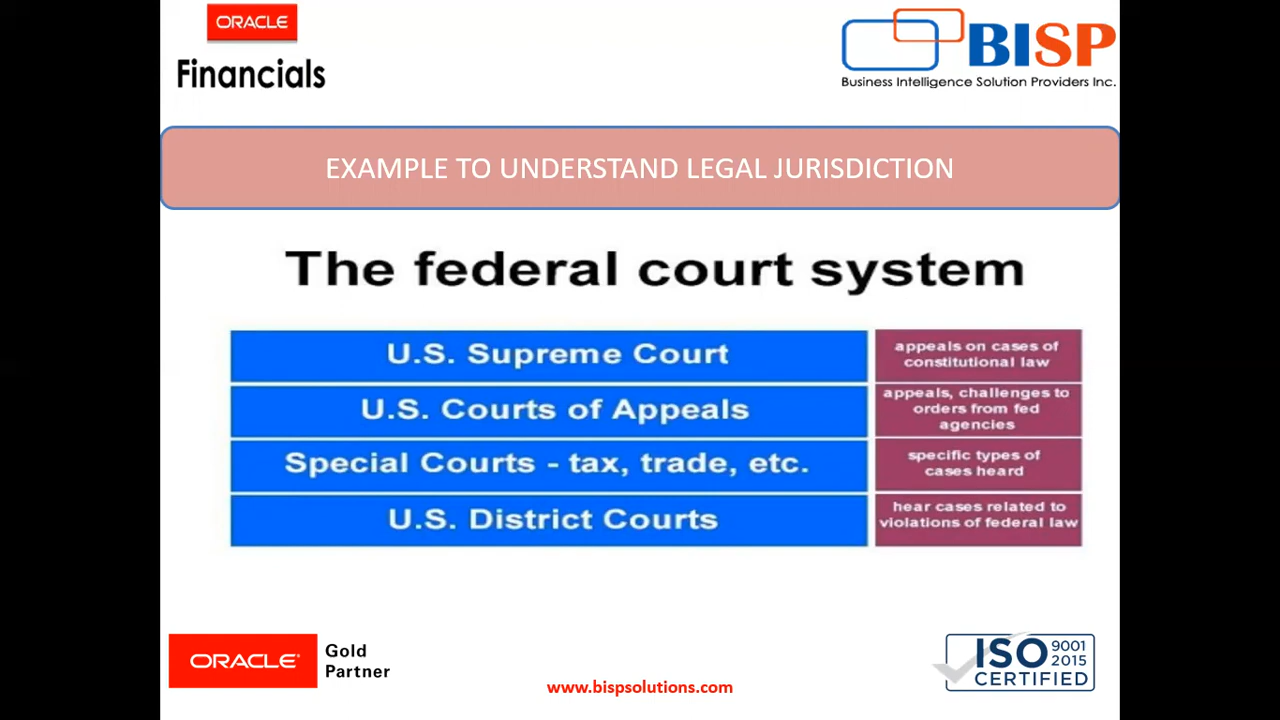 ORACLE
Financials
BISP
Business Intelligence Solution Providers Inc.
EXAMPLE TO UNDERSTAND LEGAL JURISDICTION
The federal court system
U.S. Supreme Court
appeals on cases of
constitutional law
U.S. Courts of Appeals
appeals, challenges to
orders from fed
agencies
Special Courts - tax, trade, etc.
specific types of
cases heard
U.S. District Courts
hear cases related to
violations of federal law
ORACLE®
Gold
Partner
www.bispsolutions.com
ISO 9001
2015
CERTIFIED